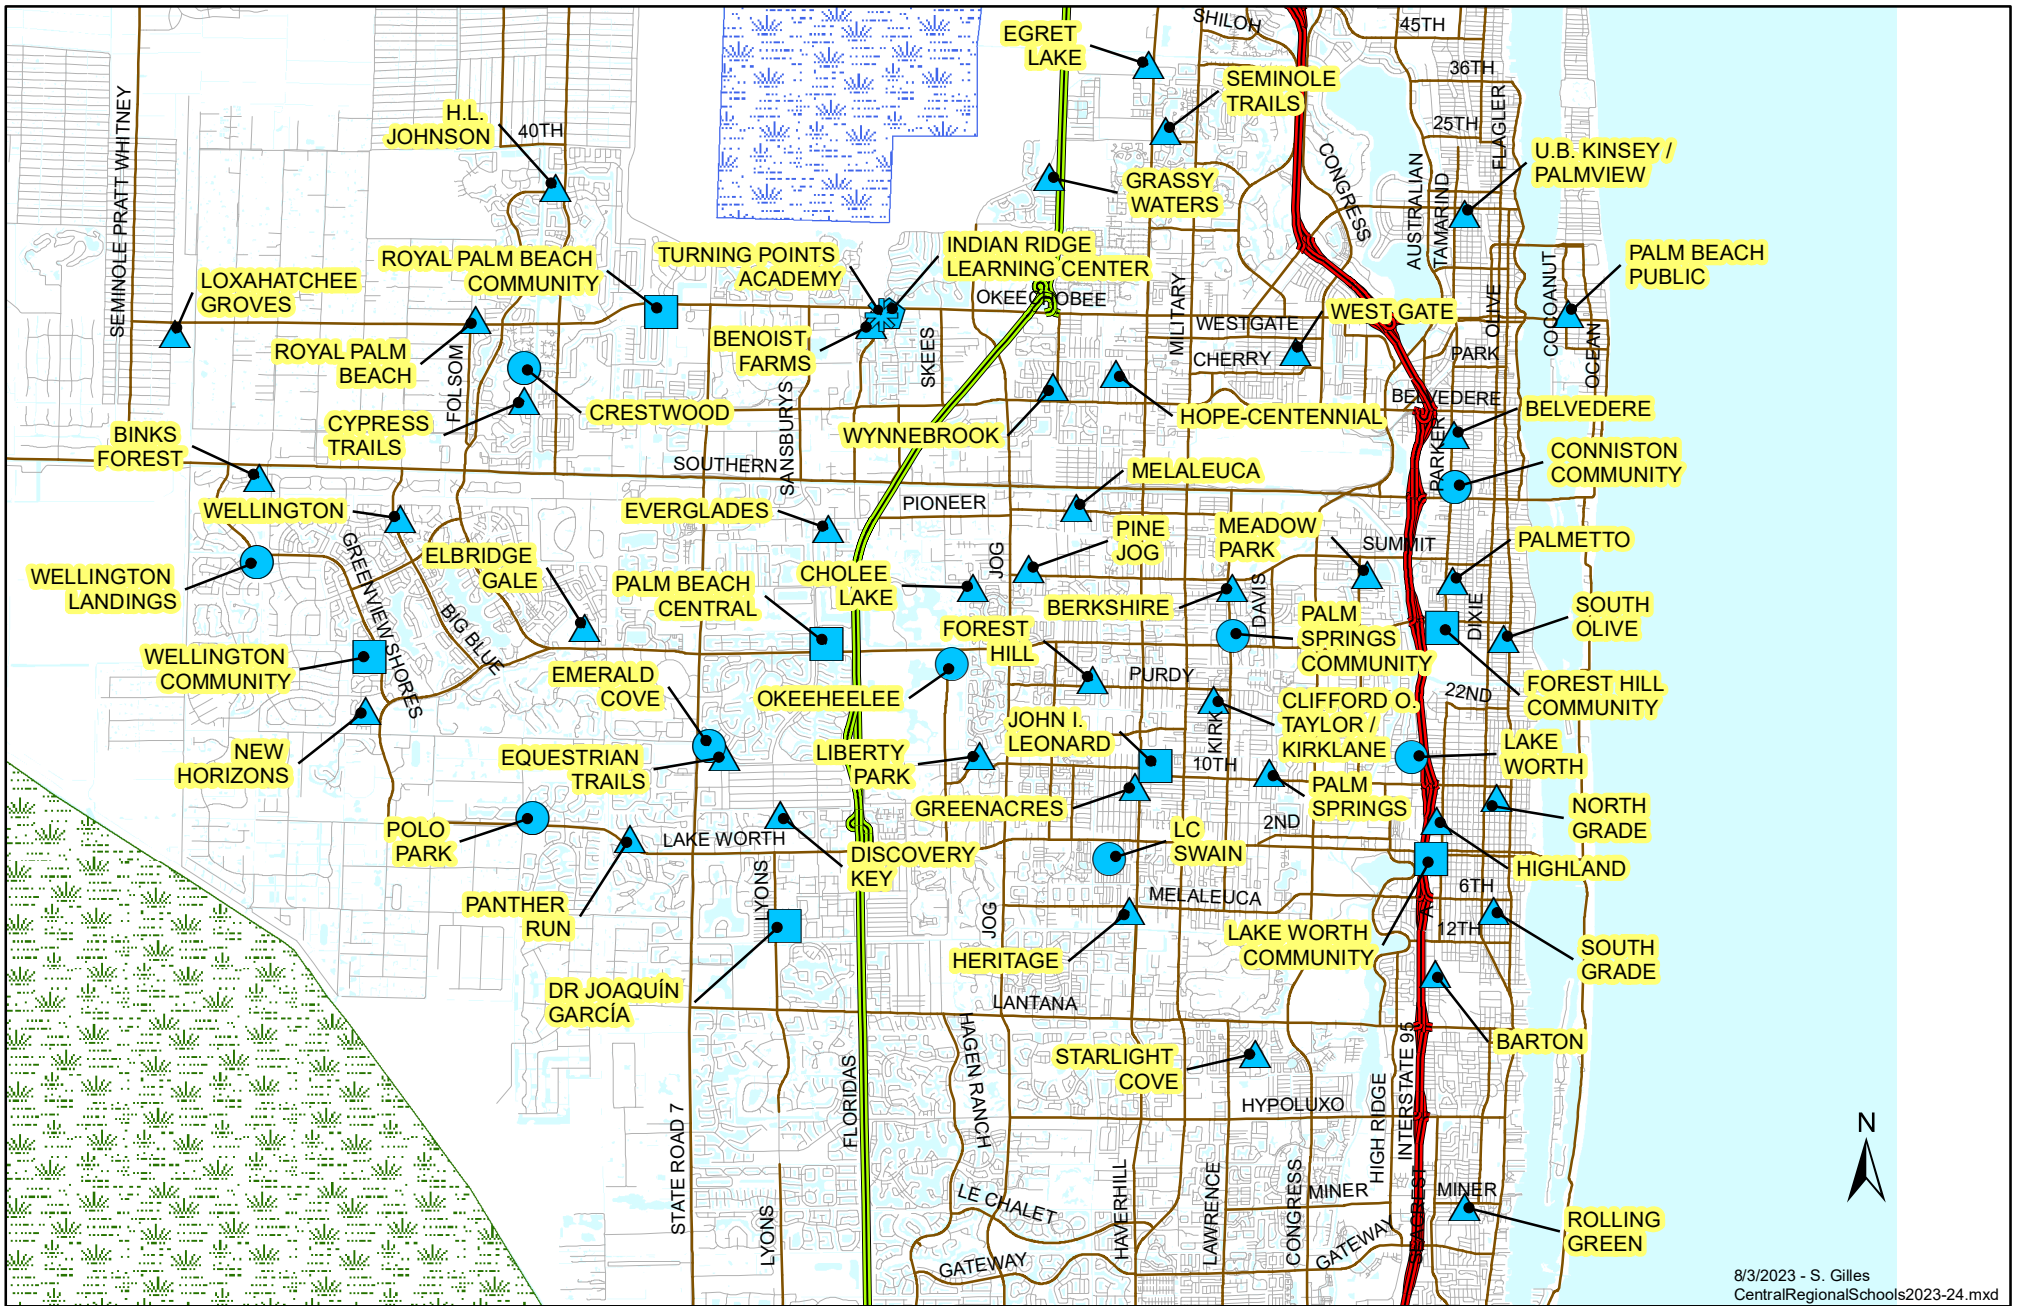 SHILOH
45TH
EGRET
LAKE
36TH
SEMINOLE
TRAILS
SEMINOLE PRATT WHITNEY
H.L.
JOHNSON
40TH
25TH
FLAGLER
CONGRESS
AUSTRALIAN
TAMARIND
U.B. KINSEY /
PALMVIEW
GRASSY
WATERS
LOXAHATCHEE
GROVES
ROYAL PALM BEACH
COMMUNITY
TURNING POINTS
ACADEMY
INDIAN RIDGE
LEARNING CENTER
OKEECHOBEE
MILITARY
PALM BEACH
PUBLIC
COCOANUT
OLIVE
OCEAN
WEST GATE
WESTGATE
CHERRY
PARK
BENOIST
FARMS
SKEES
ROYAL PALM
BEACH
FOLSOM
CRESTWOOD
CYPRESS
TRAILS
SANSBURYS
BELVEDERE
HOPE-CENTENNIAL
BELVEDERE
WYNNEBROOK
BINKS
FOREST
PARKER
CONNISTON
COMMUNITY
SOUTHERN
MELALEUCA
WELLINGTON
EVERGLADES
PIONEER
PINE
JOG
MEADOW
PARK
SUMMIT
PALMETTO
GREENVIEW SHORES
ELBRIDGE
GALE
WELLINGTON
LANDINGS
PALM BEACH
CENTRAL
CHOLEE
LAKE
JOG
BERKSHIRE
DAVIS
PALM
SPRINGS
COMMUNITY
DIXIE
SOUTH
OLIVE
BIG BLUE
FOREST
HILL
WELLINGTON
COMMUNITY
EMERALD
COVE
OKEEHEELEE
PURDY
22ND
FOREST HILL
COMMUNITY
CLIFFORD O.
TAYLOR /
KIRKLANE
KIRK
JOHN I.
LEONARD
NEW
HORIZONS
EQUESTRIAN
TRAILS
LIBERTY
PARK
10TH
LAKE
WORTH
GREENACRES
PALM
SPRINGS
NORTH
GRADE
POLO
PARK
LAKE WORTH
DISCOVERY
KEY
LC
SWAIN
2ND
HIGHLAND
PANTHER
RUN
LYONS
MELALEUCA
6TH
A
12TH
JOG
HERITAGE
LAKE WORTH
COMMUNITY
SOUTH
GRADE
DR JOAQUÍN
GARCÍA
LANTANA
HAGEN RANCH
STARLIGHT
COVE
BARTON
INTERSTATE 95
HIGH RIDGE
HYPOLUXO
STATE ROAD 7
FLORIDAS
N
LYONS
LE CHALET
GATEWAY
HAVERHILL
LAWRENCE
CONGRESS
MINER
MINER
GATEWAY
SEACREST
ROLLING
GREEN
8/3/2023 - S. Gilles
CentralRegionalSchools2023-24.mxd